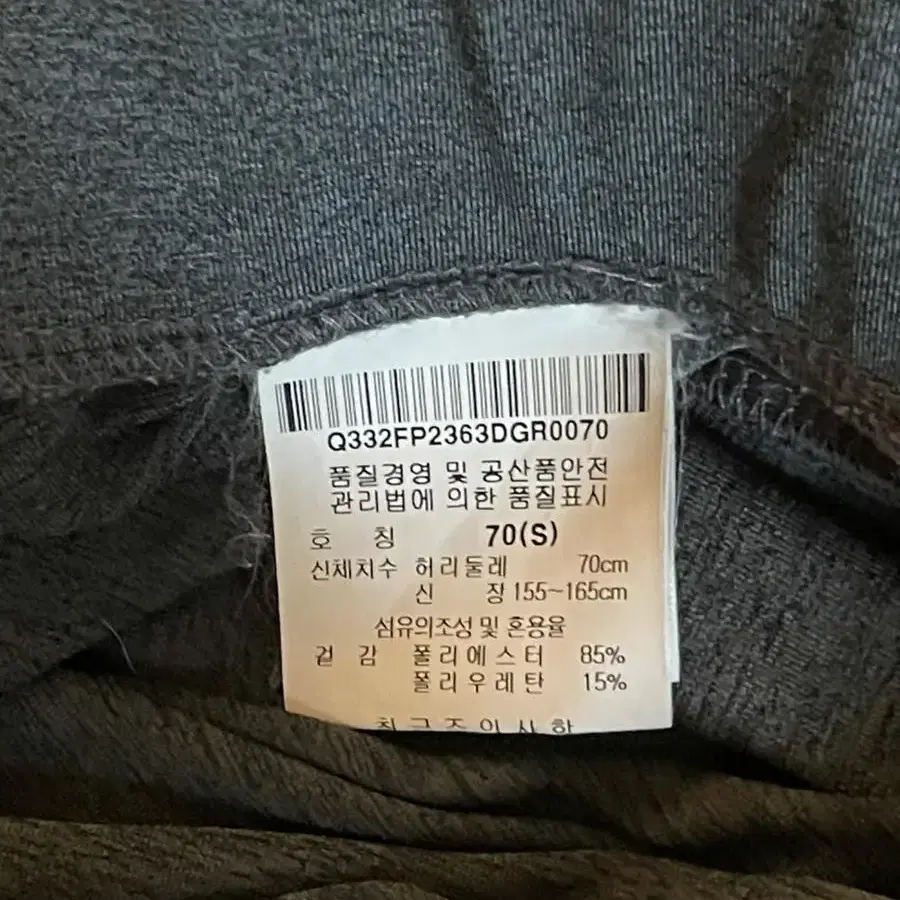 Q332FP2363DGR0070
품질경영 및 공산품안전
관리법에 의한 품질표시
호 칭 70(S)
신체치수 허리둘레 70cm
신 장 155~165cm
섬유의조성 및 혼용율
겉 감 폴리에스터 85%
폴리우레탄 15%